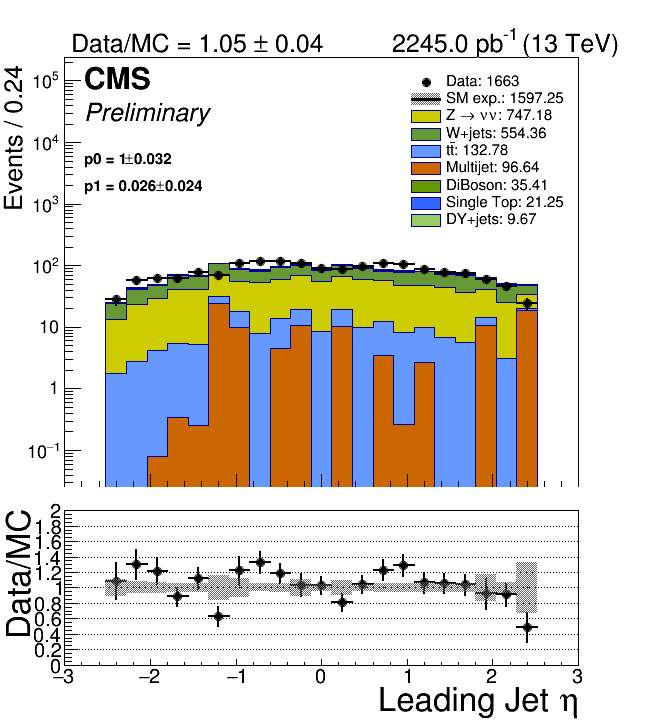 Data/MC = 1.05 ± 0.04 2245.0 pb⁻¹ (13 TeV)
Events / 0.24
CMS
Preliminary
p0 = 1±0.032
p1 = 0.026±0.024
Data: 1663
SM exp.: 1597.25
Z → νν: 747.18
W+jets: 554.36
tt̄: 132.78
Multijet: 96.64
DiBoson: 35.41
Single Top: 21.25
DY+jets: 9.67
10⁵
10⁴
10³
10²
10
1
10⁻¹
Data/MC
2
1.8
1.6
1.4
1.2
1
0.8
0.6
0.4
0.2
0
−3 −2 −1 0 1 2 3
Leading Jet η